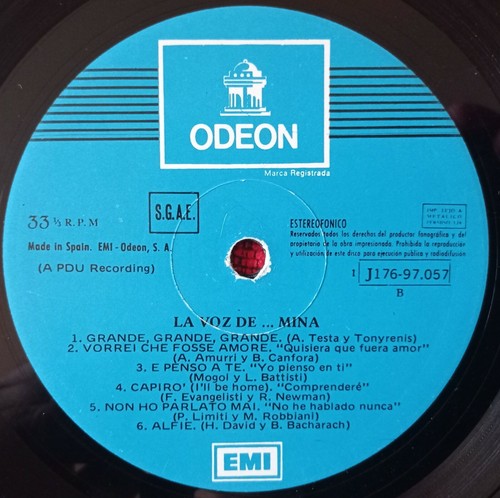 ODEON
Marca Registrada
33 ⅓ R.P.M
S.G.A.E.
Made in Spain. EMI-Odeon, S. A.
(A PDU Recording)
ESTEREOFONICO
Reservados todos los derechos del productor fonográfico y del
propietario de la obra impresionada. Prohibida la reproducción
y utilización de este disco para ejecución pública y radiodifusión
I J176-97.057
B
LA VOZ DE ... MINA
1. GRANDE, GRANDE, GRANDE. (A. Testa y Tonyrenis)
2. VORREI CHE FOSSE AMORE. "Quisiera que fuera amor"
(A. Amurri y B. Canfora)
3. E PENSO A TE. "Yo pienso en ti"
(Mogol y L. Battisti)
4. CAPIRO' (I'll be home). "Comprenderé"
(F. Evangelisti y R. Newman)
5. NON HO PARLATO MAI. "No he hablado nunca"
(P. Limiti y M. Robbiani)
6. ALFIE. (H. David y B. Bacharach)
EMI